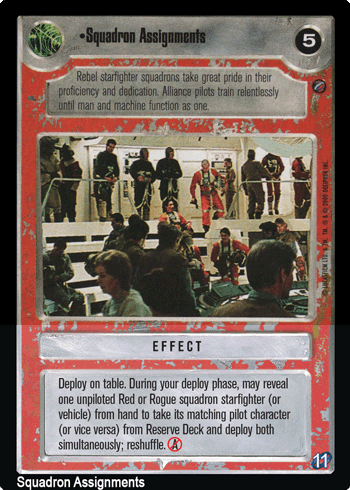 •Squadron Assignments
5
Rebel starfighter squadrons take great pride in their
proficiency and dedication. Alliance pilots train relentlessly
until man and machine function as one.
EFFECT
Deploy on table. During your deploy phase, may reveal
one unpiloted Red or Rogue squadron starfighter (or
vehicle) from hand to take its matching pilot character
(or vice versa) from Reserve Deck and deploy both
simultaneously; reshuffle. A
11
Squadron Assignments